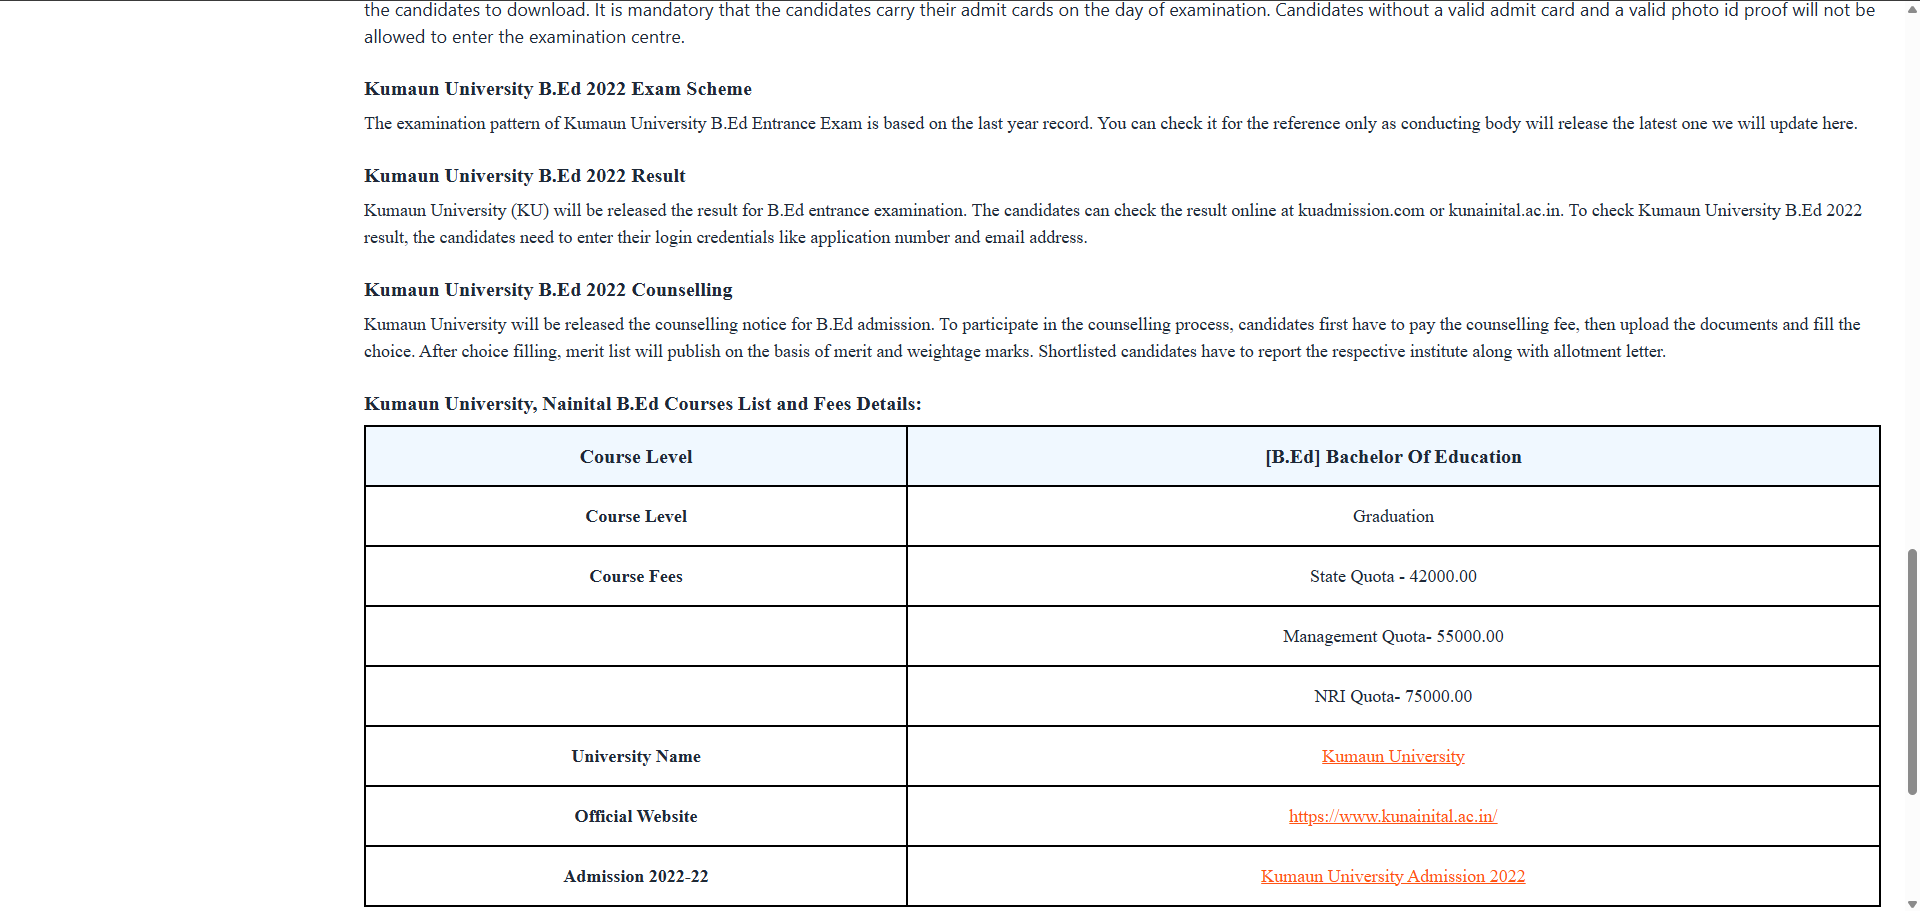 the candidates to download. It is mandatory that the candidates carry their admit cards on the day of examination. Candidates without a valid admit card and a valid photo id proof will not be
allowed to enter the examination centre.
Kumaun University B.Ed 2022 Exam Scheme
The examination pattern of Kumaun University B.Ed Entrance Exam is based on the last year record. You can check it for the reference only as conducting body will release the latest one we will update here.
Kumaun University B.Ed 2022 Result
Kumaun University (KU) will be released the result for B.Ed entrance examination. The candidates can check the result online at kuadmission.com or kunainital.ac.in. To check Kumaun University B.Ed 2022
result, the candidates need to enter their login credentials like application number and email address.
Kumaun University B.Ed 2022 Counselling
Kumaun University will be released the counselling notice for B.Ed admission. To participate in the counselling process, candidates first have to pay the counselling fee, then upload the documents and fill the
choice. After choice filling, merit list will publish on the basis of merit and weightage marks. Shortlisted candidates have to report the respective institute along with allotment letter.
Kumaun University, Nainital B.Ed Courses List and Fees Details:
Course Level [B.Ed] Bachelor Of Education
Course Level Graduation
Course Fees State Quota - 42000.00
Management Quota- 55000.00
NRI Quota- 75000.00
University Name Kumaun University
Official Website https://www.kunainital.ac.in/
Admission 2022-22 Kumaun University Admission 2022